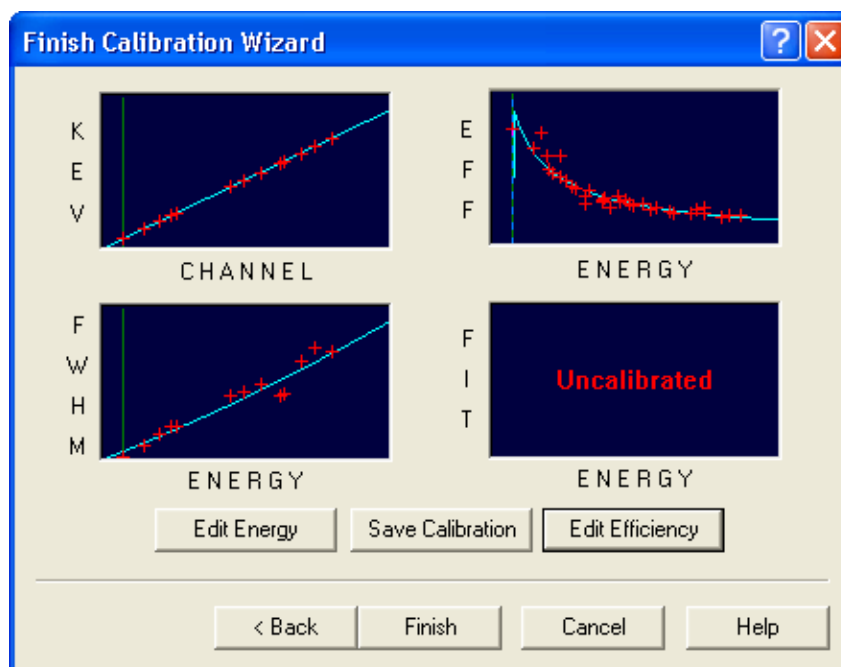 Finish Calibration Wizard
?
K
E
V
CHANNEL
E
F
F
ENERGY
F
W
H
M
ENERGY
F
I
T
Uncalibrated
ENERGY
Edit Energy
Save Calibration
Edit Efficiency
< Back
Finish
Cancel
Help